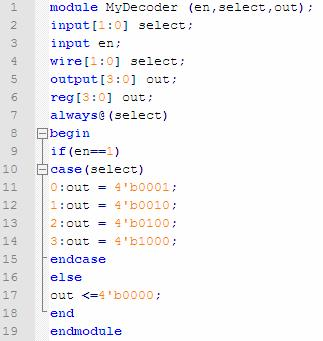 1 module MyDecoder (en,select,out);
2 input[1:0] select;
3 input en;
4 wire[1:0] select;
5 output[3:0] out;
6 reg[3:0] out;
7 always@(select)
8 begin
9 if(en==1)
10 case(select)
11 0:out = 4'b0001;
12 1:out = 4'b0010;
13 2:out = 4'b0100;
14 3:out = 4'b1000;
15 endcase
16 else
17 out <=4'b0000;
18 end
19 endmodule